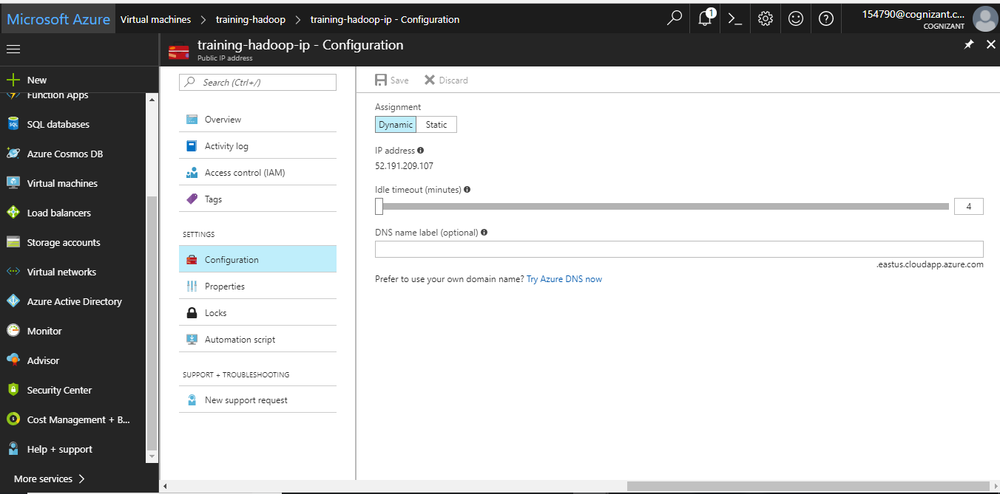 Microsoft Azure
Virtual machines
training-hadoop
training-hadoop-ip - Configuration
1
154790@cognizant.c...
COGNIZANT
training-hadoop-ip - Configuration
Public IP address
New
Function Apps
SQL databases
Azure Cosmos DB
Virtual machines
Load balancers
Storage accounts
Virtual networks
Azure Active Directory
Monitor
Advisor
Security Center
Cost Management + B...
Help + support
More services
Search (Ctrl+/)
Overview
Activity log
Access control (IAM)
Tags
SETTINGS
Configuration
Properties
Locks
Automation script
SUPPORT + TROUBLESHOOTING
New support request
Save Discard
Assignment
Dynamic Static
IP address
52.191.209.107
Idle timeout (minutes)
4
DNS name label (optional)
.eastus.cloudapp.azure.com
Prefer to use your own domain name? Try Azure DNS now